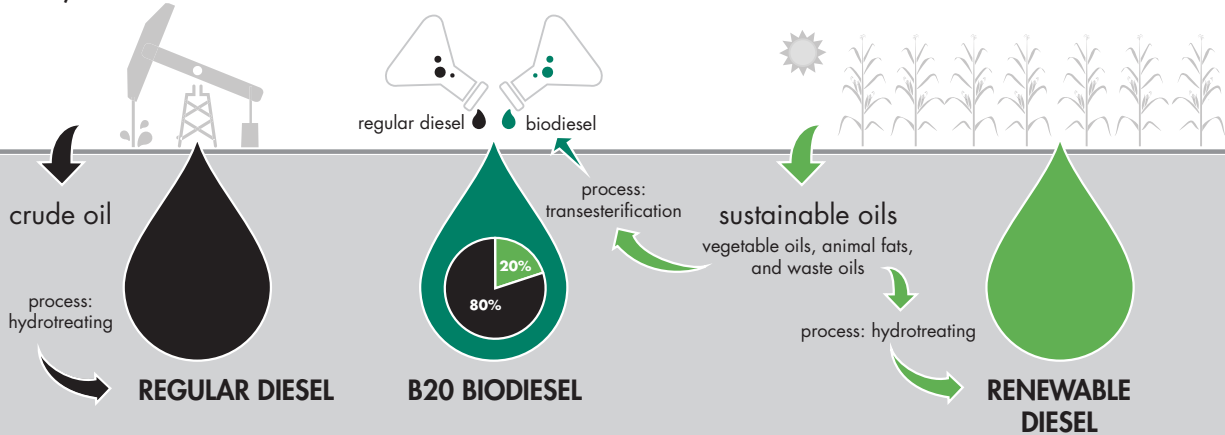 regular diesel
biodiesel
crude oil
process:
hydrotreating
REGULAR DIESEL
20%
80%
B20 BIODIESEL
process:
transesterification
sustainable oils
vegetable oils, animal fats,
and waste oils
process: hydrotreating
RENEWABLE
DIESEL